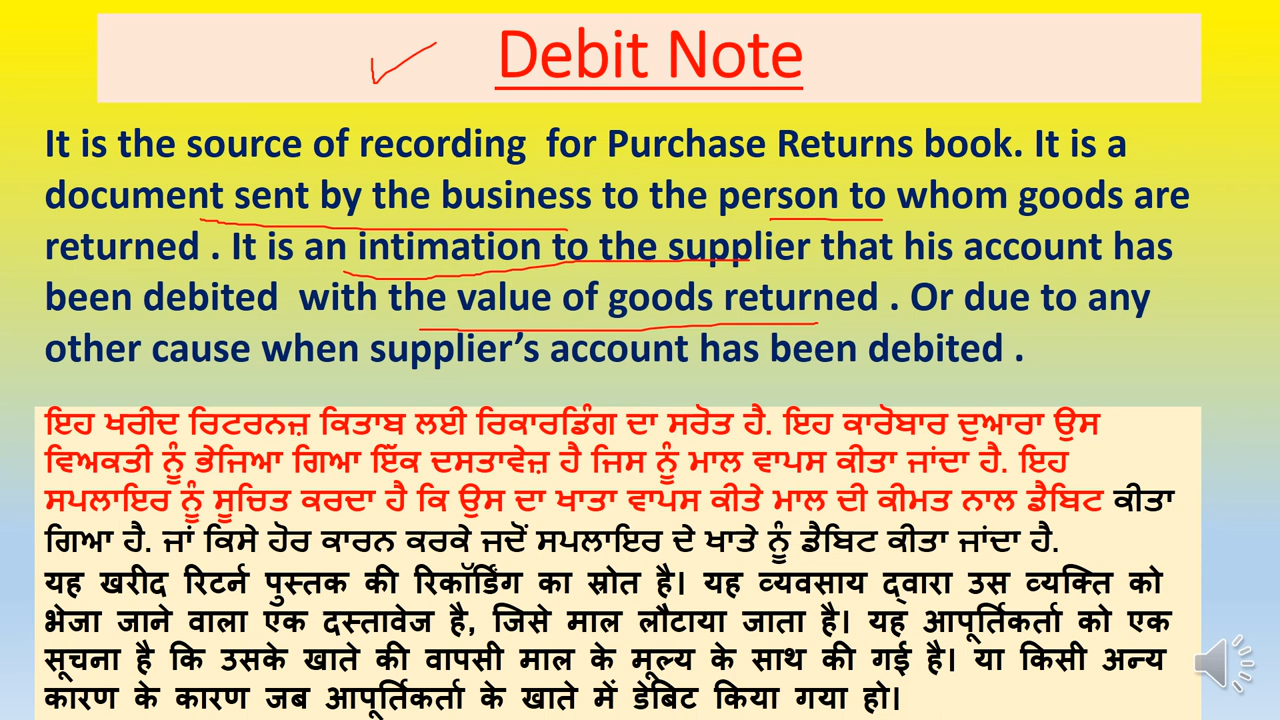 Debit Note
It is the source of recording for Purchase Returns book. It is a
document sent by the business to the person to whom goods are
returned . It is an intimation to the supplier that his account has
been debited with the value of goods returned . Or due to any
other cause when supplier’s account has been debited .
ਇਹ ਖਰੀਦ ਰਿਟਰਨਜ਼ ਕਿਤਾਬ ਲਈ ਰਿਕਾਰਡਿੰਗ ਦਾ ਸਰੋਤ ਹੈ. ਇਹ ਕਾਰੋਬਾਰ ਦੁਆਰਾ ਉਸ
ਵਿਅਕਤੀ ਨੂੰ ਭੇਜਿਆ ਗਿਆ ਇੱਕ ਦਸਤਾਵੇਜ਼ ਹੈ ਜਿਸ ਨੂੰ ਮਾਲ ਵਾਪਸ ਕੀਤਾ ਜਾਂਦਾ ਹੈ. ਇਹ
ਸਪਲਾਇਰ ਨੂੰ ਸੂਚਿਤ ਕਰਦਾ ਹੈ ਕਿ ਉਸ ਦਾ ਖਾਤਾ ਵਾਪਸ ਕੀਤੇ ਮਾਲ ਦੀ ਕੀਮਤ ਨਾਲ ਡੈਬਿਟ ਕੀਤਾ
ਗਿਆ ਹੈ. ਜਾਂ ਕਿਸੇ ਹੋਰ ਕਾਰਨ ਕਰਕੇ ਜਦੋਂ ਸਪਲਾਇਰ ਦੇ ਖਾਤੇ ਨੂੰ ਡੈਬਿਟ ਕੀਤਾ ਜਾਂਦਾ ਹੈ.
यह खरीद रिटर्न पुस्तक की रिकॉर्डिंग का स्रोत है। यह व्यवसाय द्वारा उस व्यक्ति को
भेजा जाने वाला एक दस्तावेज है, जिसे माल लौटाया जाता है। यह आपूर्तिकर्ता को एक
सूचना है कि उसके खाते की वापसी माल के मूल्य के साथ की गई है। या किसी अन्य
कारण के कारण जब आपूर्तिकर्ता के खाते में डेबिट किया गया हो।